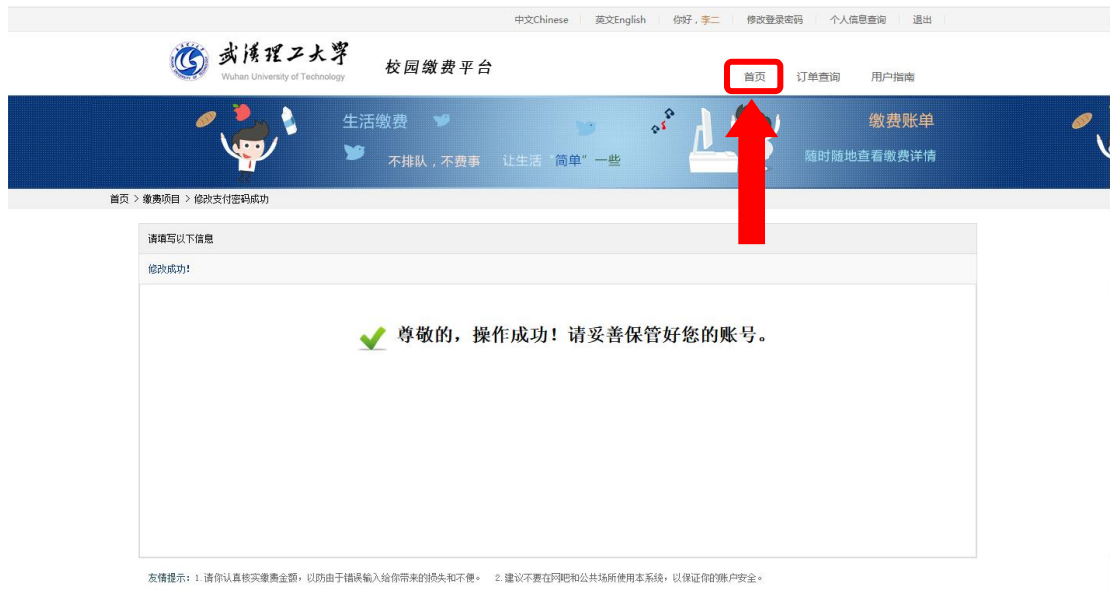 中文Chinese 英文English 你好，李二 修改登录密码 个人信息查询 退出
武汉理工大学
Wuhan University of Technology
校园缴费平台
首页 订单查询 用户指南
生活缴费
不排队，不费事 让生活“简单”一些
缴费账单
随时随地查看缴费详情
首页 > 缴费项目 > 修改支付密码成功
请填写以下信息
修改成功！
尊敬的，操作成功！请妥善保管好您的账号。
友情提示：1.请你认真核实缴费金额，以防由于错误输入给你带来的损失和不便。 2.建议不要在网吧和公共场所使用本系统，以保证你的账户安全。